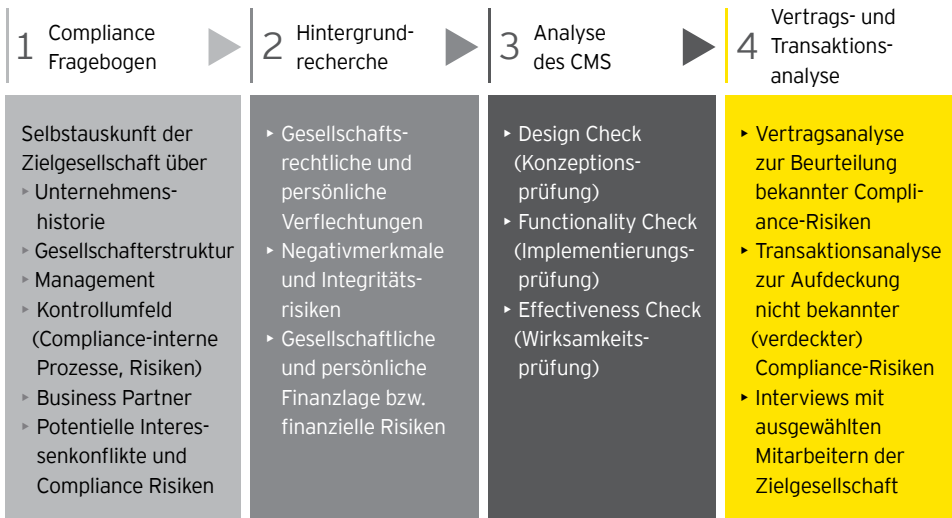 1 Compliance
Fragebogen
2 Hintergrund-
recherche
3 Analyse
des CMS
4 Vertrags- und
Transaktions-
analyse
Selbstauskunft der
Zielgesellschaft über
▸ Unternehmens-
historie
▸ Gesellschafterstruktur
▸ Management
▸ Kontrollumfeld
(Compliance-interne
Prozesse, Risiken)
▸ Business Partner
▸ Potentielle Interes-
senkonflikte und
Compliance Risiken
▸ Gesellschafts-
rechtliche und
persönliche
Verflechtungen
▸ Negativmerkmale
und Integritäts-
risiken
▸ Gesellschaftliche
und persönliche
Finanzlage bzw.
finanzielle Risiken
▸ Design Check
(Konzeptions-
prüfung)
▸ Functionality Check
(Implementierungs-
prüfung)
▸ Effectiveness Check
(Wirksamkeits-
prüfung)
▸ Vertragsanalyse
zur Beurteilung
bekannter Compli-
ance-Risiken
▸ Transaktionsanalyse
zur Aufdeckung
nicht bekannter
(verdeckter)
Compliance-Risiken
▸ Interviews mit
ausgewählten
Mitarbeitern der
Zielgesellschaft